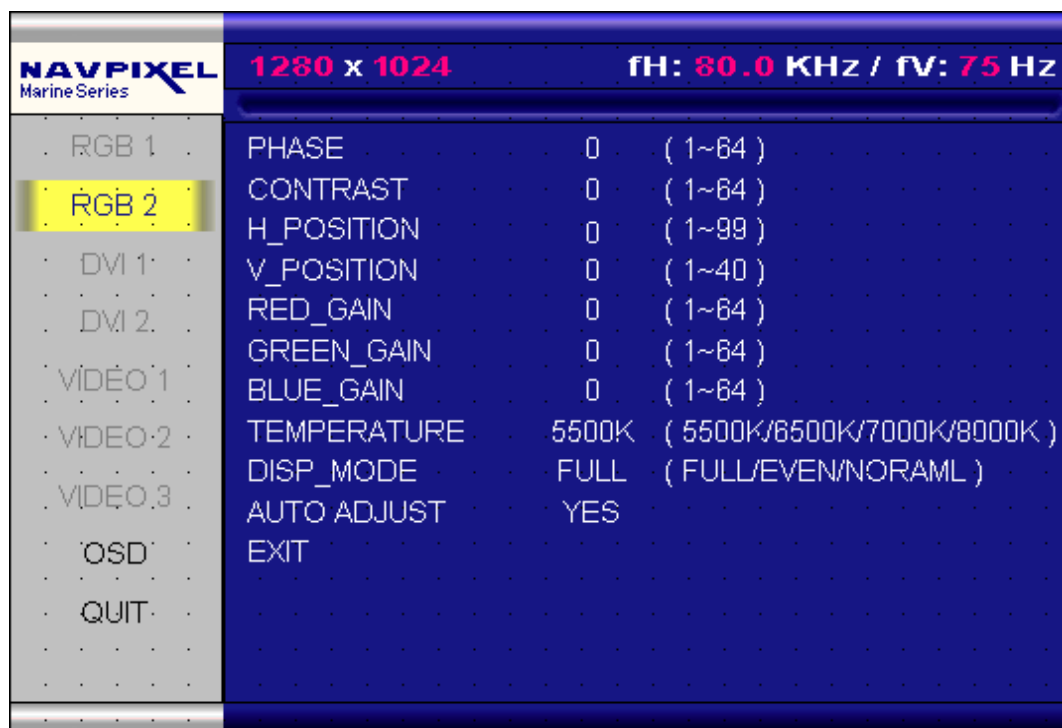 NAVPIXEL
Marine Series
1280 x 1024 fH: 80.0 KHz / fV: 75 Hz
RGB 1
RGB 2
DVI 1
DVI 2
VIDEO 1
VIDEO 2
VIDEO 3
OSD
QUIT
PHASE 0 ( 1~64 )
CONTRAST 0 ( 1~64 )
H_POSITION 0 ( 1~99 )
V_POSITION 0 ( 1~40 )
RED_GAIN 0 ( 1~64 )
GREEN_GAIN 0 ( 1~64 )
BLUE_GAIN 0 ( 1~64 )
TEMPERATURE 5500K ( 5500K/6500K/7000K/8000K )
DISP_MODE FULL ( FULL/EVEN/NORAML )
AUTO ADJUST YES
EXIT